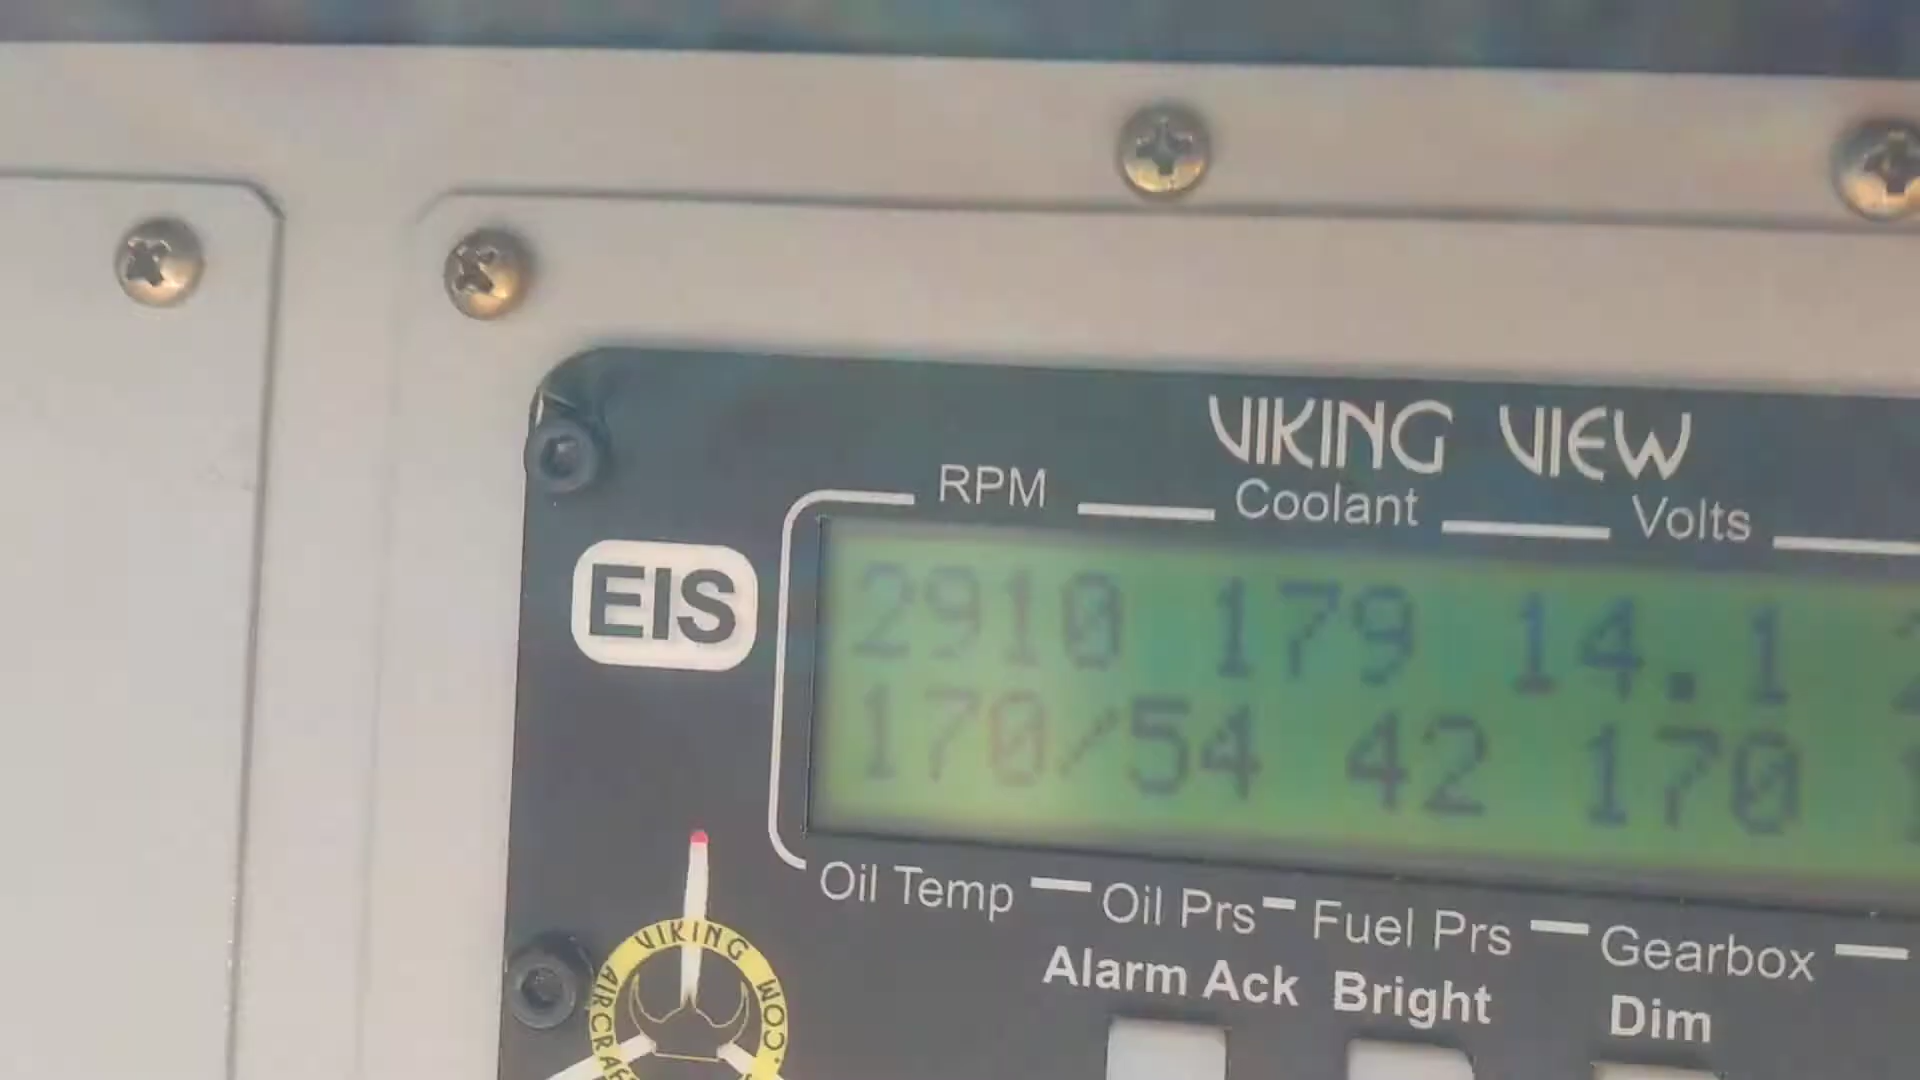 VIKING VIEW
RPM Coolant Volts
EIS
2910 179 14.1
170/54 42 170
Oil Temp Oil Prs Fuel Prs Gearbox
Alarm Ack Bright Dim
VIKING
AIRCRAF